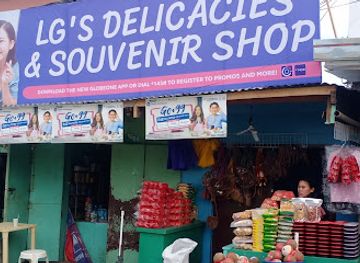 LG'S DELICACIES
& SOUVENIR SHOP
DOWNLOAD THE NEW GLOBEONE APP OR DIAL *143# TO REGISTER TO PROMOS AND MORE!
Go+99
Go+99